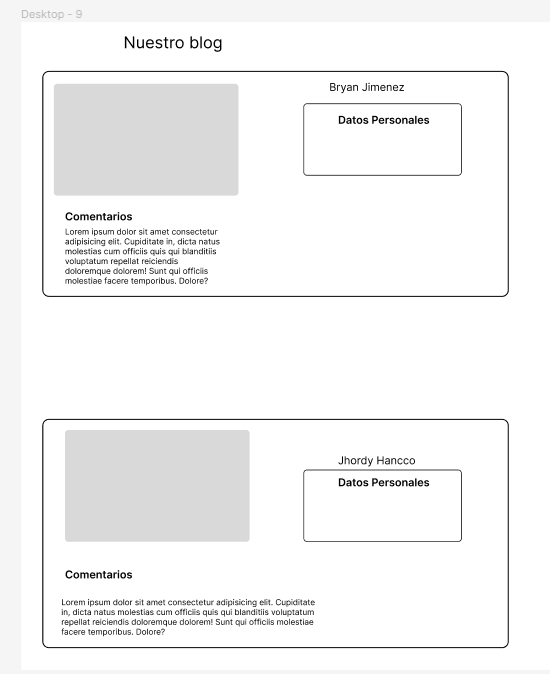 Desktop - 9
Nuestro blog
Bryan Jimenez
Datos Personales
Comentarios
Lorem ipsum dolor sit amet consectetur
adipisicing elit. Cupiditate in, dicta natus
molestias cum officiis quis qui blanditiis
voluptatum repellat reiciendis
doloremque dolorem! Sunt qui officiis
molestiae facere temporibus. Dolore?
Jhordy Hancco
Datos Personales
Comentarios
Lorem ipsum dolor sit amet consectetur adipisicing elit. Cupiditate
in, dicta natus molestias cum officiis quis qui blanditiis voluptatum
repellat reiciendis doloremque dolorem! Sunt qui officiis molestiae
facere temporibus. Dolore?